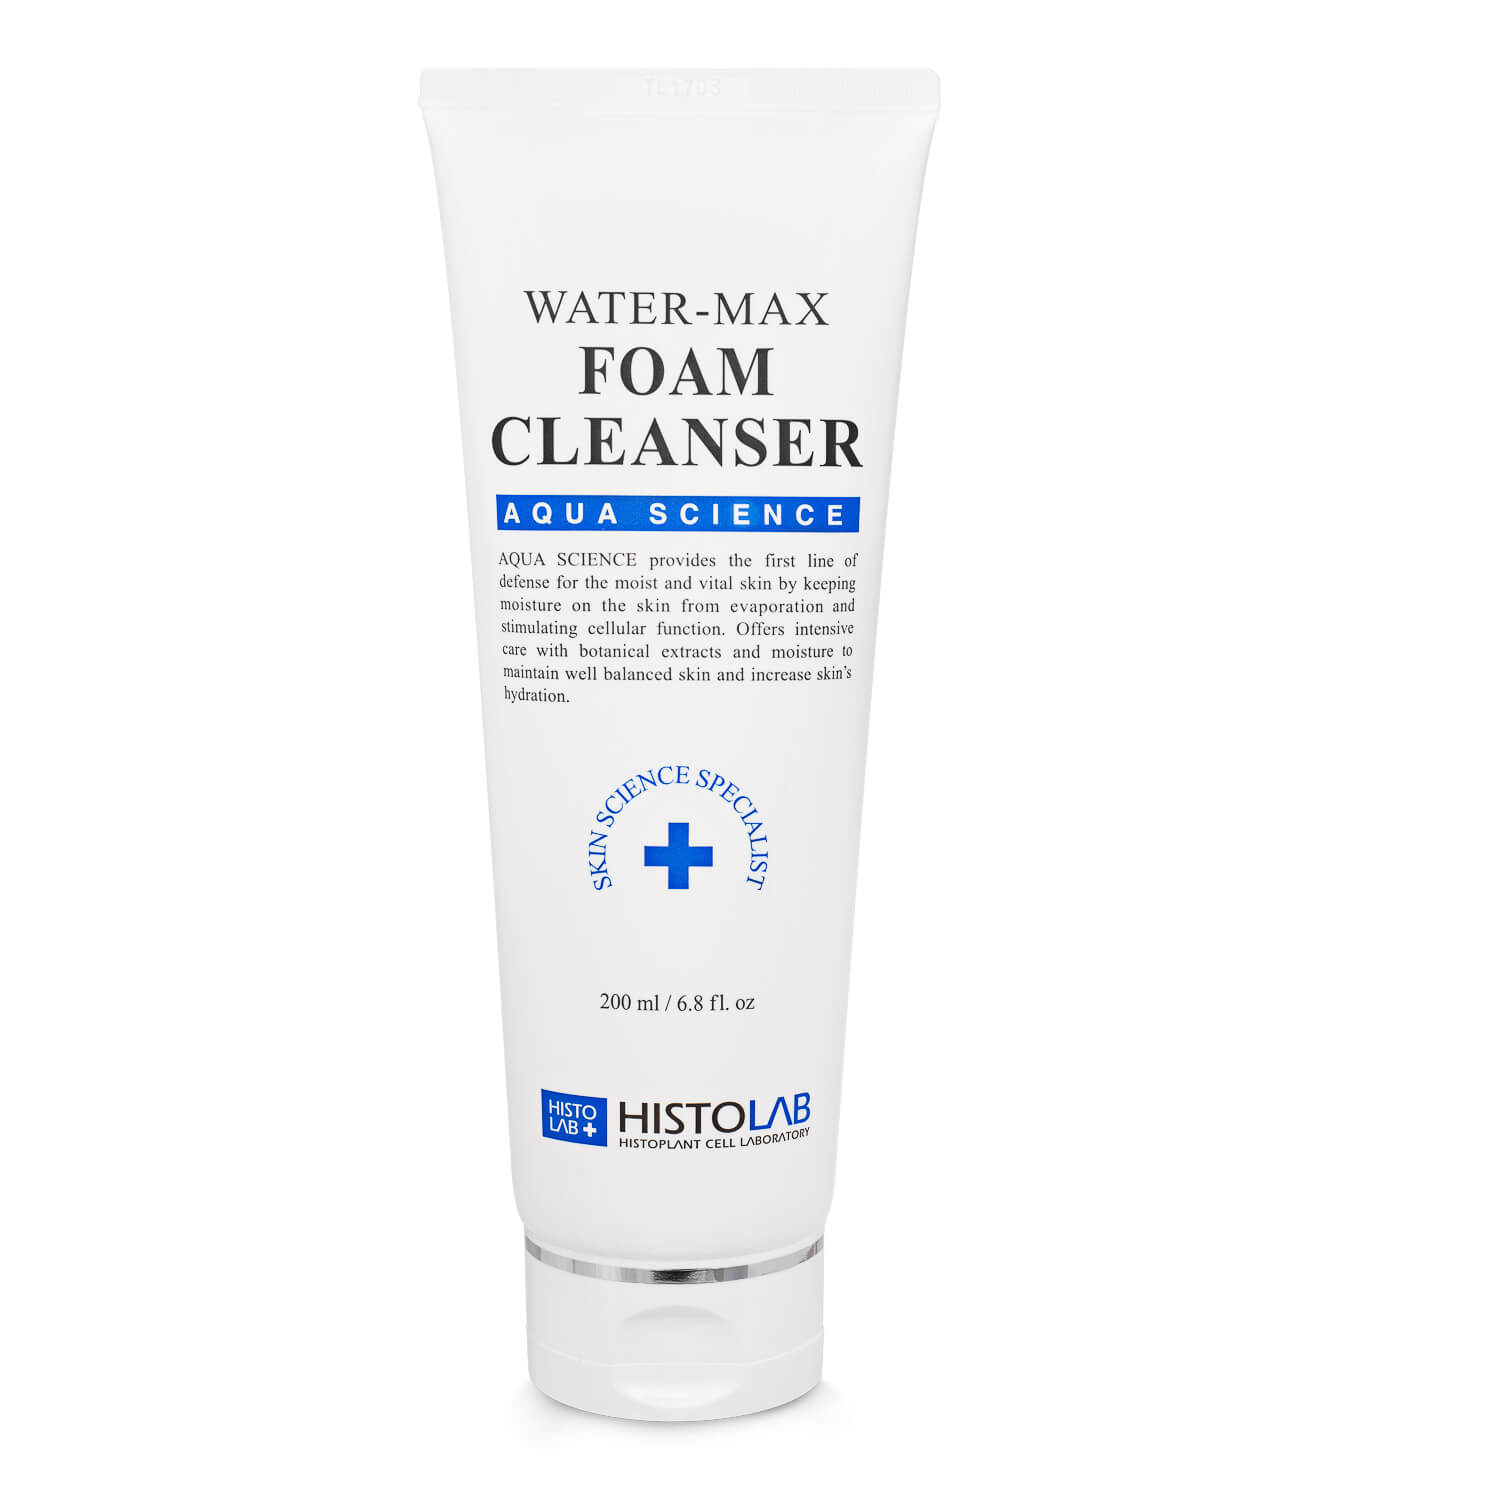 TL1703
WATER-MAX
FOAM
CLEANSER
AQUA SCIENCE
AQUA SCIENCE provides the first line of
defense for the moist and vital skin by keeping
moisture on the skin from evaporation and
stimulating cellular function. Offers intensive
care with botanical extracts and moisture to
maintain well balanced skin and increase skin's
hydration.
SKIN SCIENCE SPECIALIST
200 ml / 6.8 fl. oz
HISTO
LAB+
HISTOLAB
HISTOPLANT CELL LABORATORY